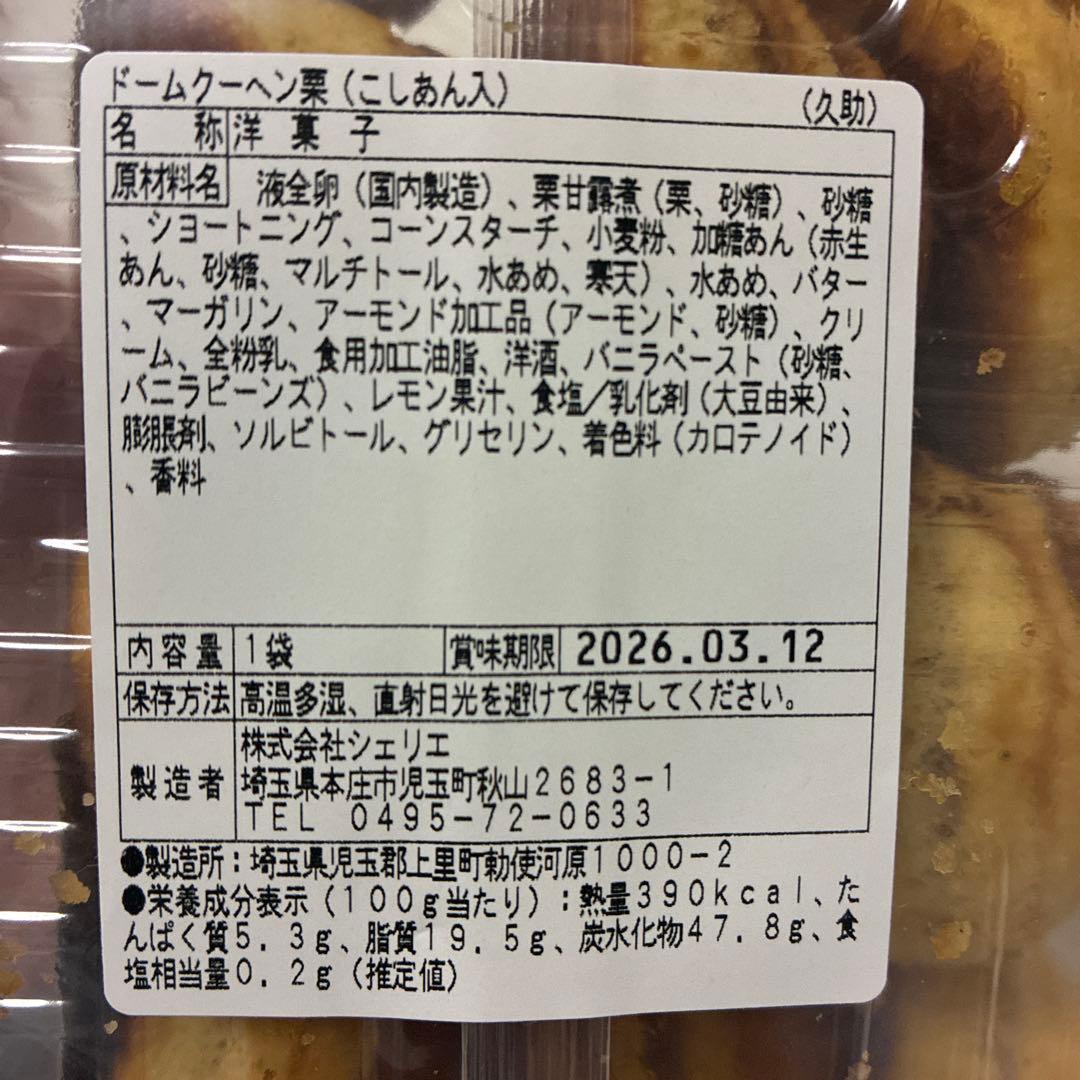 ドームクーヘン栗（こしあん入）
（久助）
名　称 洋　菓　子
原材料名　液全卵（国内製造）、栗甘露煮（栗、砂糖）、砂糖
、ショートニング、コーンスターチ、小麦粉、加糖あん（赤生
あん、砂糖、マルチトール、水あめ、寒天）、水あめ、バター
、マーガリン、アーモンド加工品（アーモンド、砂糖）、クリ
ーム、全粉乳、食用加工油脂、洋酒、バニラペースト（砂糖、
バニラビーンズ）、レモン果汁、食塩／乳化剤（大豆由来）、
膨脹剤、ソルビトール、グリセリン、着色料（カロテノイド）
、香料
内容量 1袋 賞味期限 2026.03.12
保存方法 高温多湿、直射日光を避けて保存してください。
製造者 株式会社シェリエ
埼玉県本庄市児玉町秋山２６８３－１
ＴＥＬ　０４９５－７２－０６３３
●製造所：埼玉県児玉郡上里町勅使河原１０００－２
●栄養成分表示（１００ｇ当たり）：熱量３９０ｋｃａｌ、た
んぱく質５．３ｇ、脂質１９．５ｇ、炭水化物４７．８ｇ、食
塩相当量０．２ｇ（推定値）